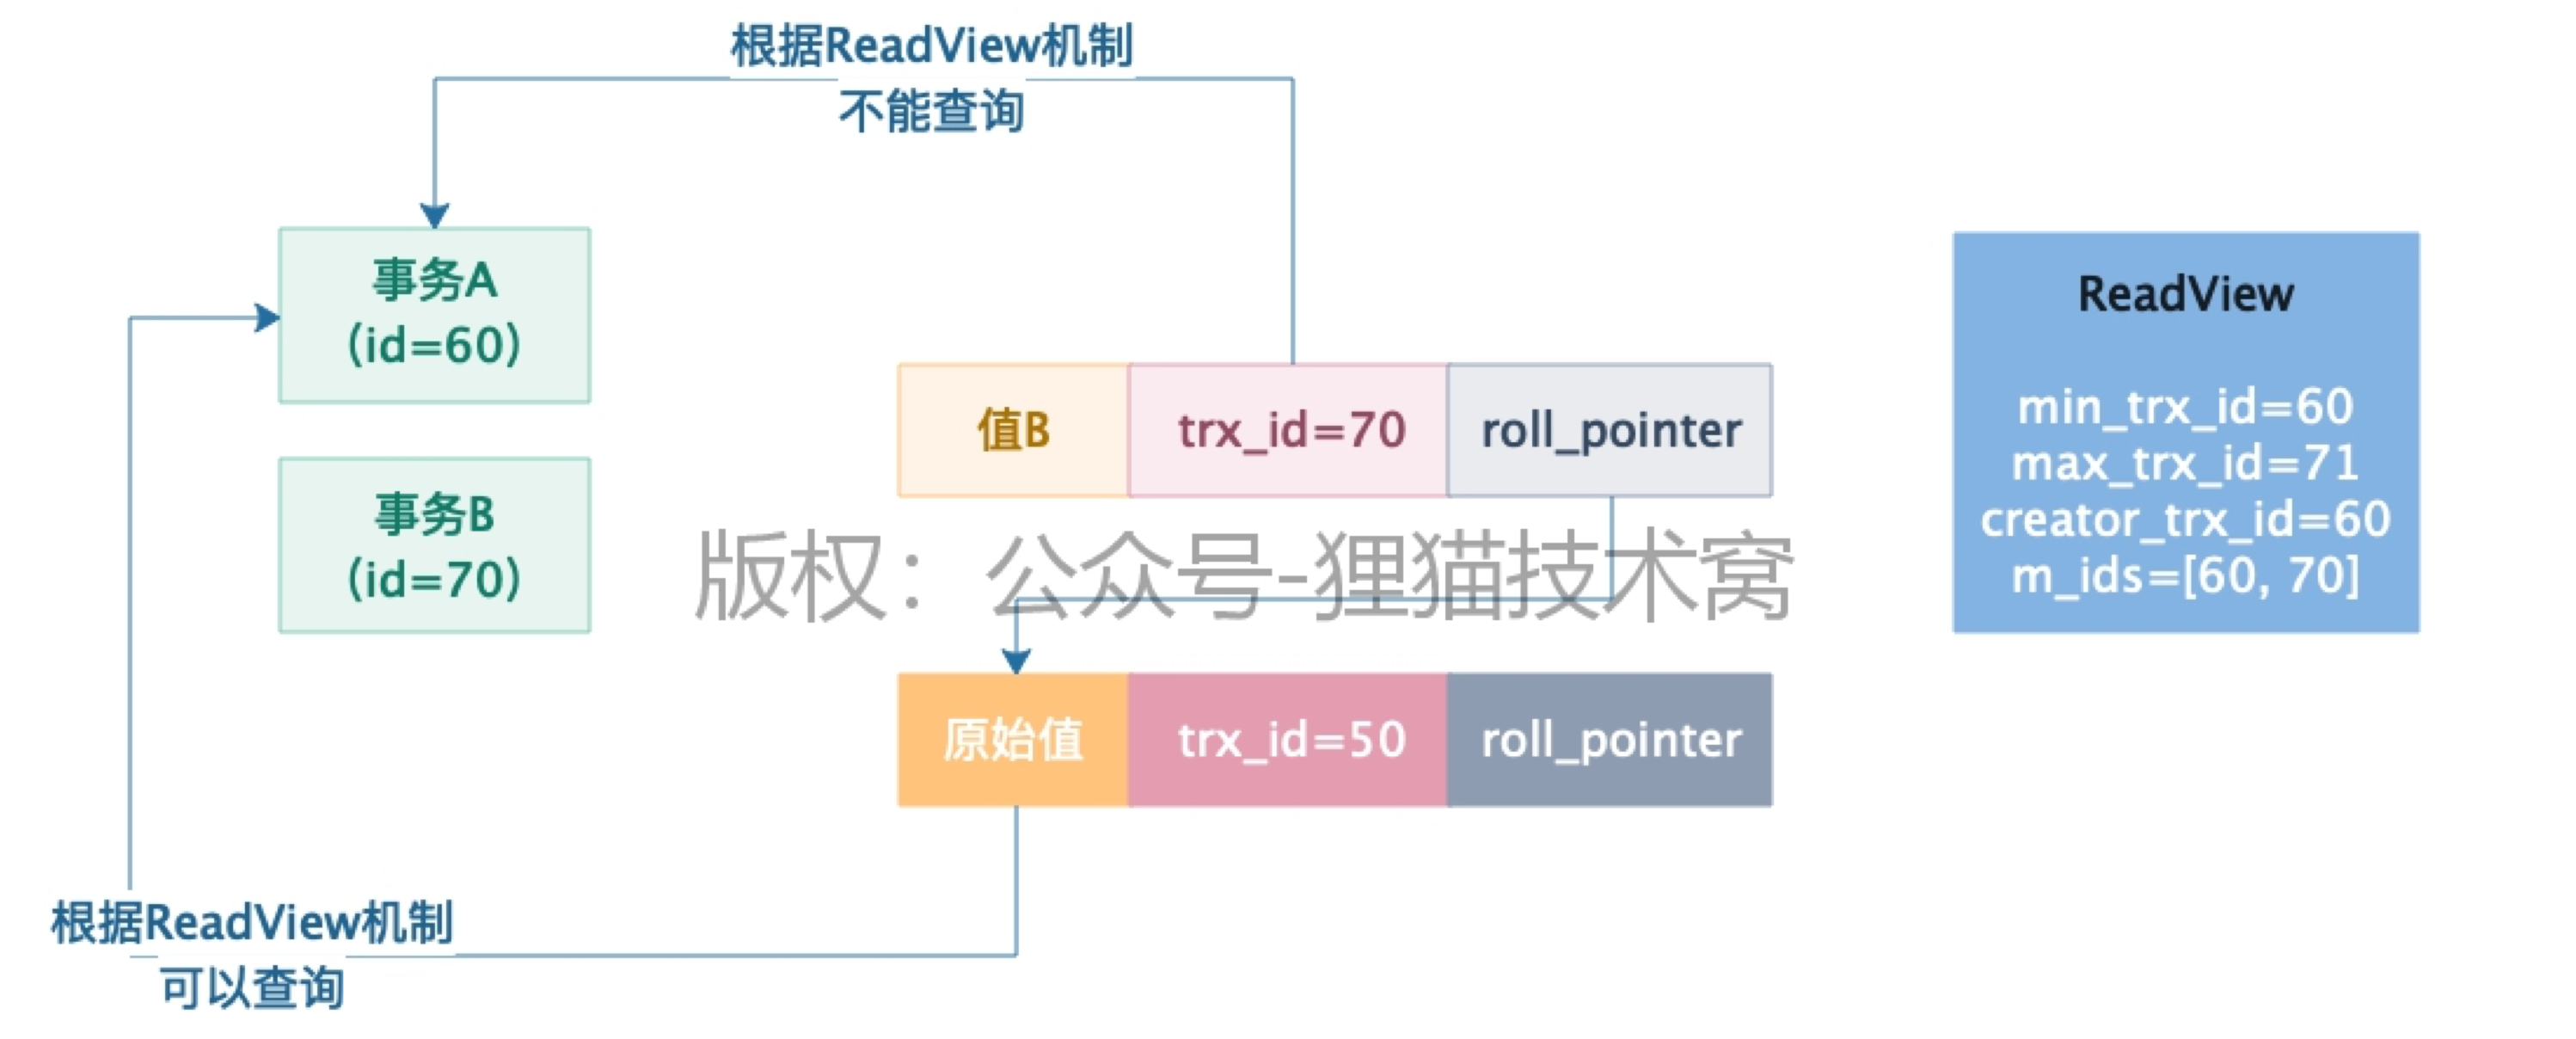 根据ReadView机制
不能查询
事务A
(id=60)
事务B
(id=70)
值B
trx_id=70
roll_pointer
版权：公众号-狸猫技术窝
原始值
trx_id=50
roll_pointer
ReadView
min_trx_id=60
max_trx_id=71
creator_trx_id=60
m_ids=[60, 70]
根据ReadView机制
可以查询